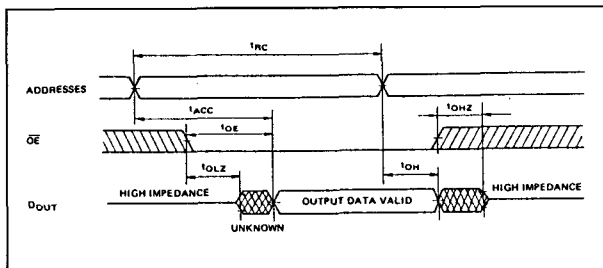 tRC
ADDRESSES
tACC
tOHZ
OE
tOE
tOLZ
tOH
HIGH IMPEDANCE
HIGH IMPEDANCE
DOUT
OUTPUT DATA VALID
UNKNOWN